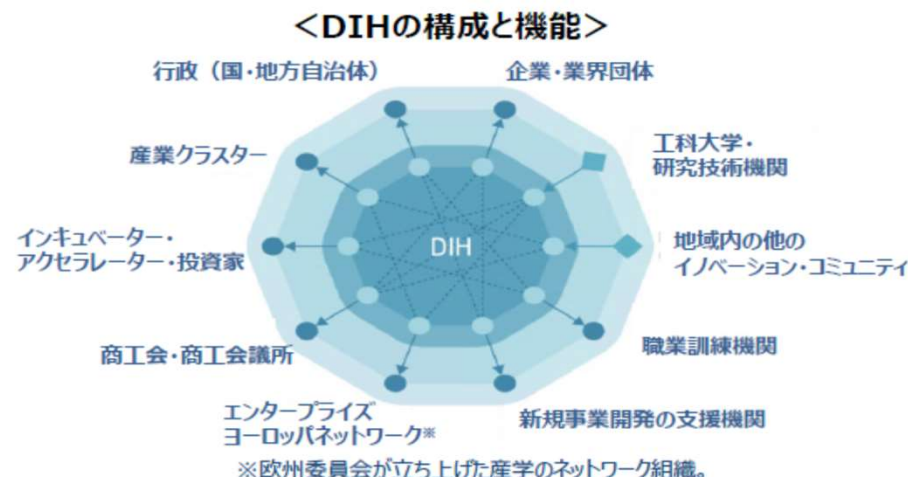 ＜DIHの構成と機能＞
行政（国・地方自治体）
企業・業界団体
産業クラスター
工科大学・
研究技術機関
インキュベーター・
アクセラレーター・投資家
DIH
地域内の他の
イノベーション・コミュニティ
商工会・商工会議所
職業訓練機関
エンタープライズ
ヨーロッパネットワーク※
新規事業開発の支援機関
※欧州委員会が立ち上げた産学のネットワーク組織。